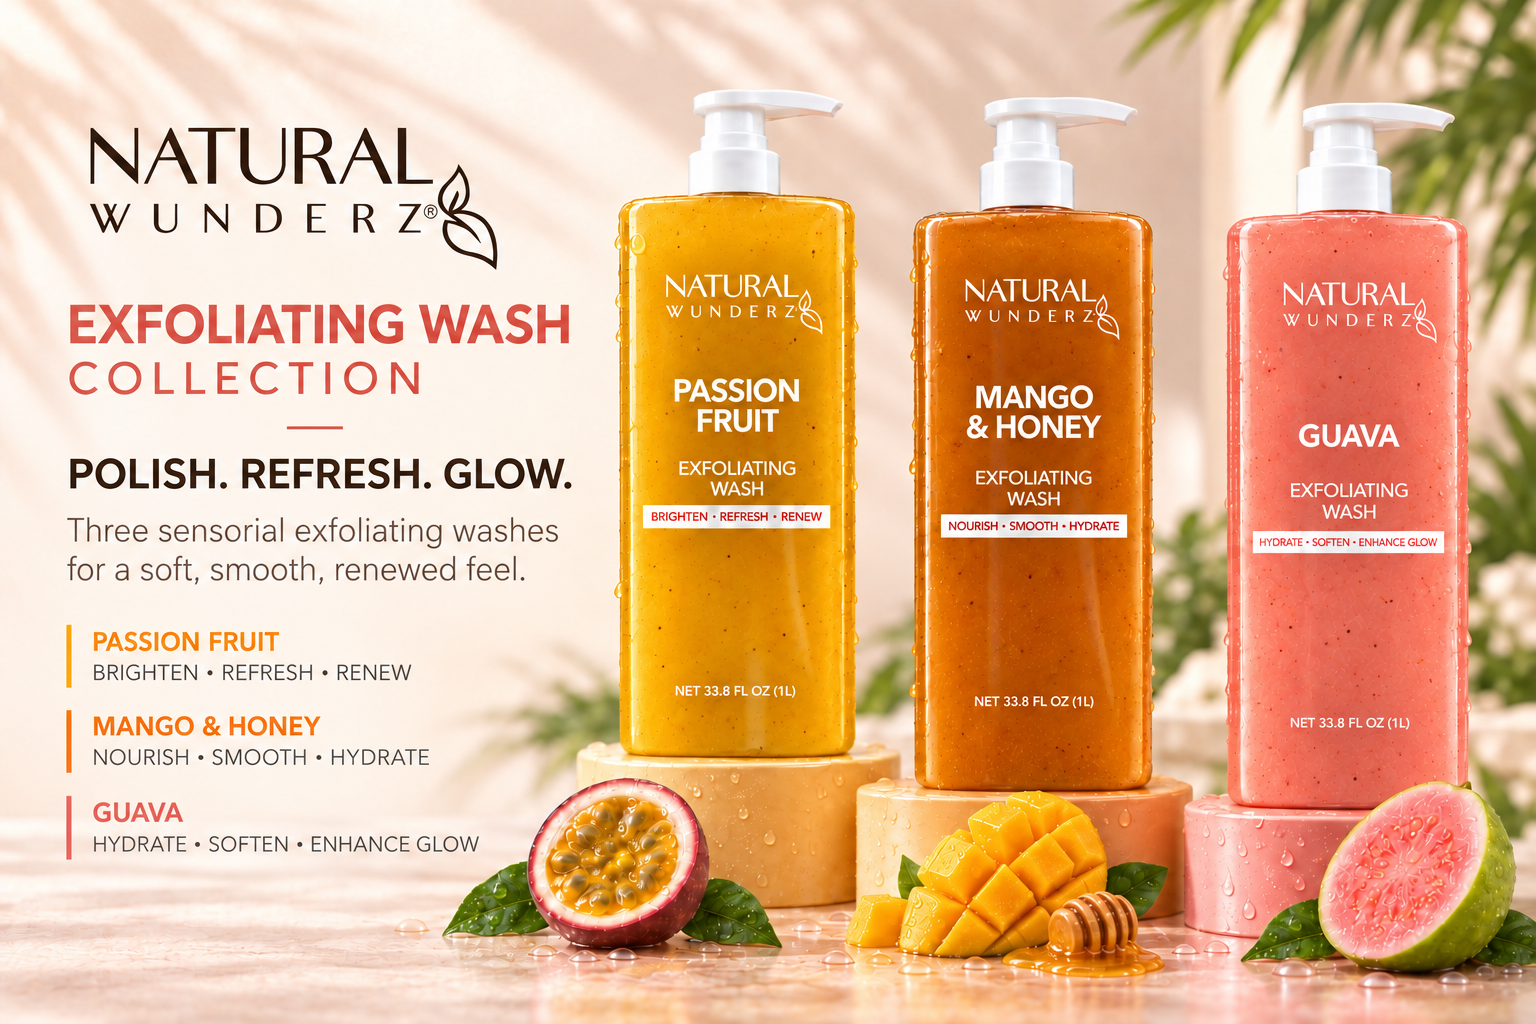 NATURAL
WUNDERZ®
EXFOLIATING WASH
COLLECTION
POLISH. REFRESH. GLOW.
Three sensorial exfoliating washes
for a soft, smooth, renewed feel.
PASSION FRUIT
BRIGHTEN • REFRESH • RENEW
MANGO & HONEY
NOURISH • SMOOTH • HYDRATE
GUAVA
HYDRATE • SOFTEN • ENHANCE GLOW
NATURAL
WUNDERZ
PASSION
FRUIT
EXFOLIATING
WASH
BRIGHTEN • REFRESH • RENEW
NET 33.8 FL OZ (1L)
NATURAL
WUNDERZ
MANGO
& HONEY
EXFOLIATING
WASH
NOURISH • SMOOTH • HYDRATE
NET 33.8 FL OZ (1L)
NATURAL
WUNDERZ
GUAVA
EXFOLIATING
WASH
HYDRATE • SOFTEN • ENHANCE GLOW
NET 33.8 FL OZ (1L)